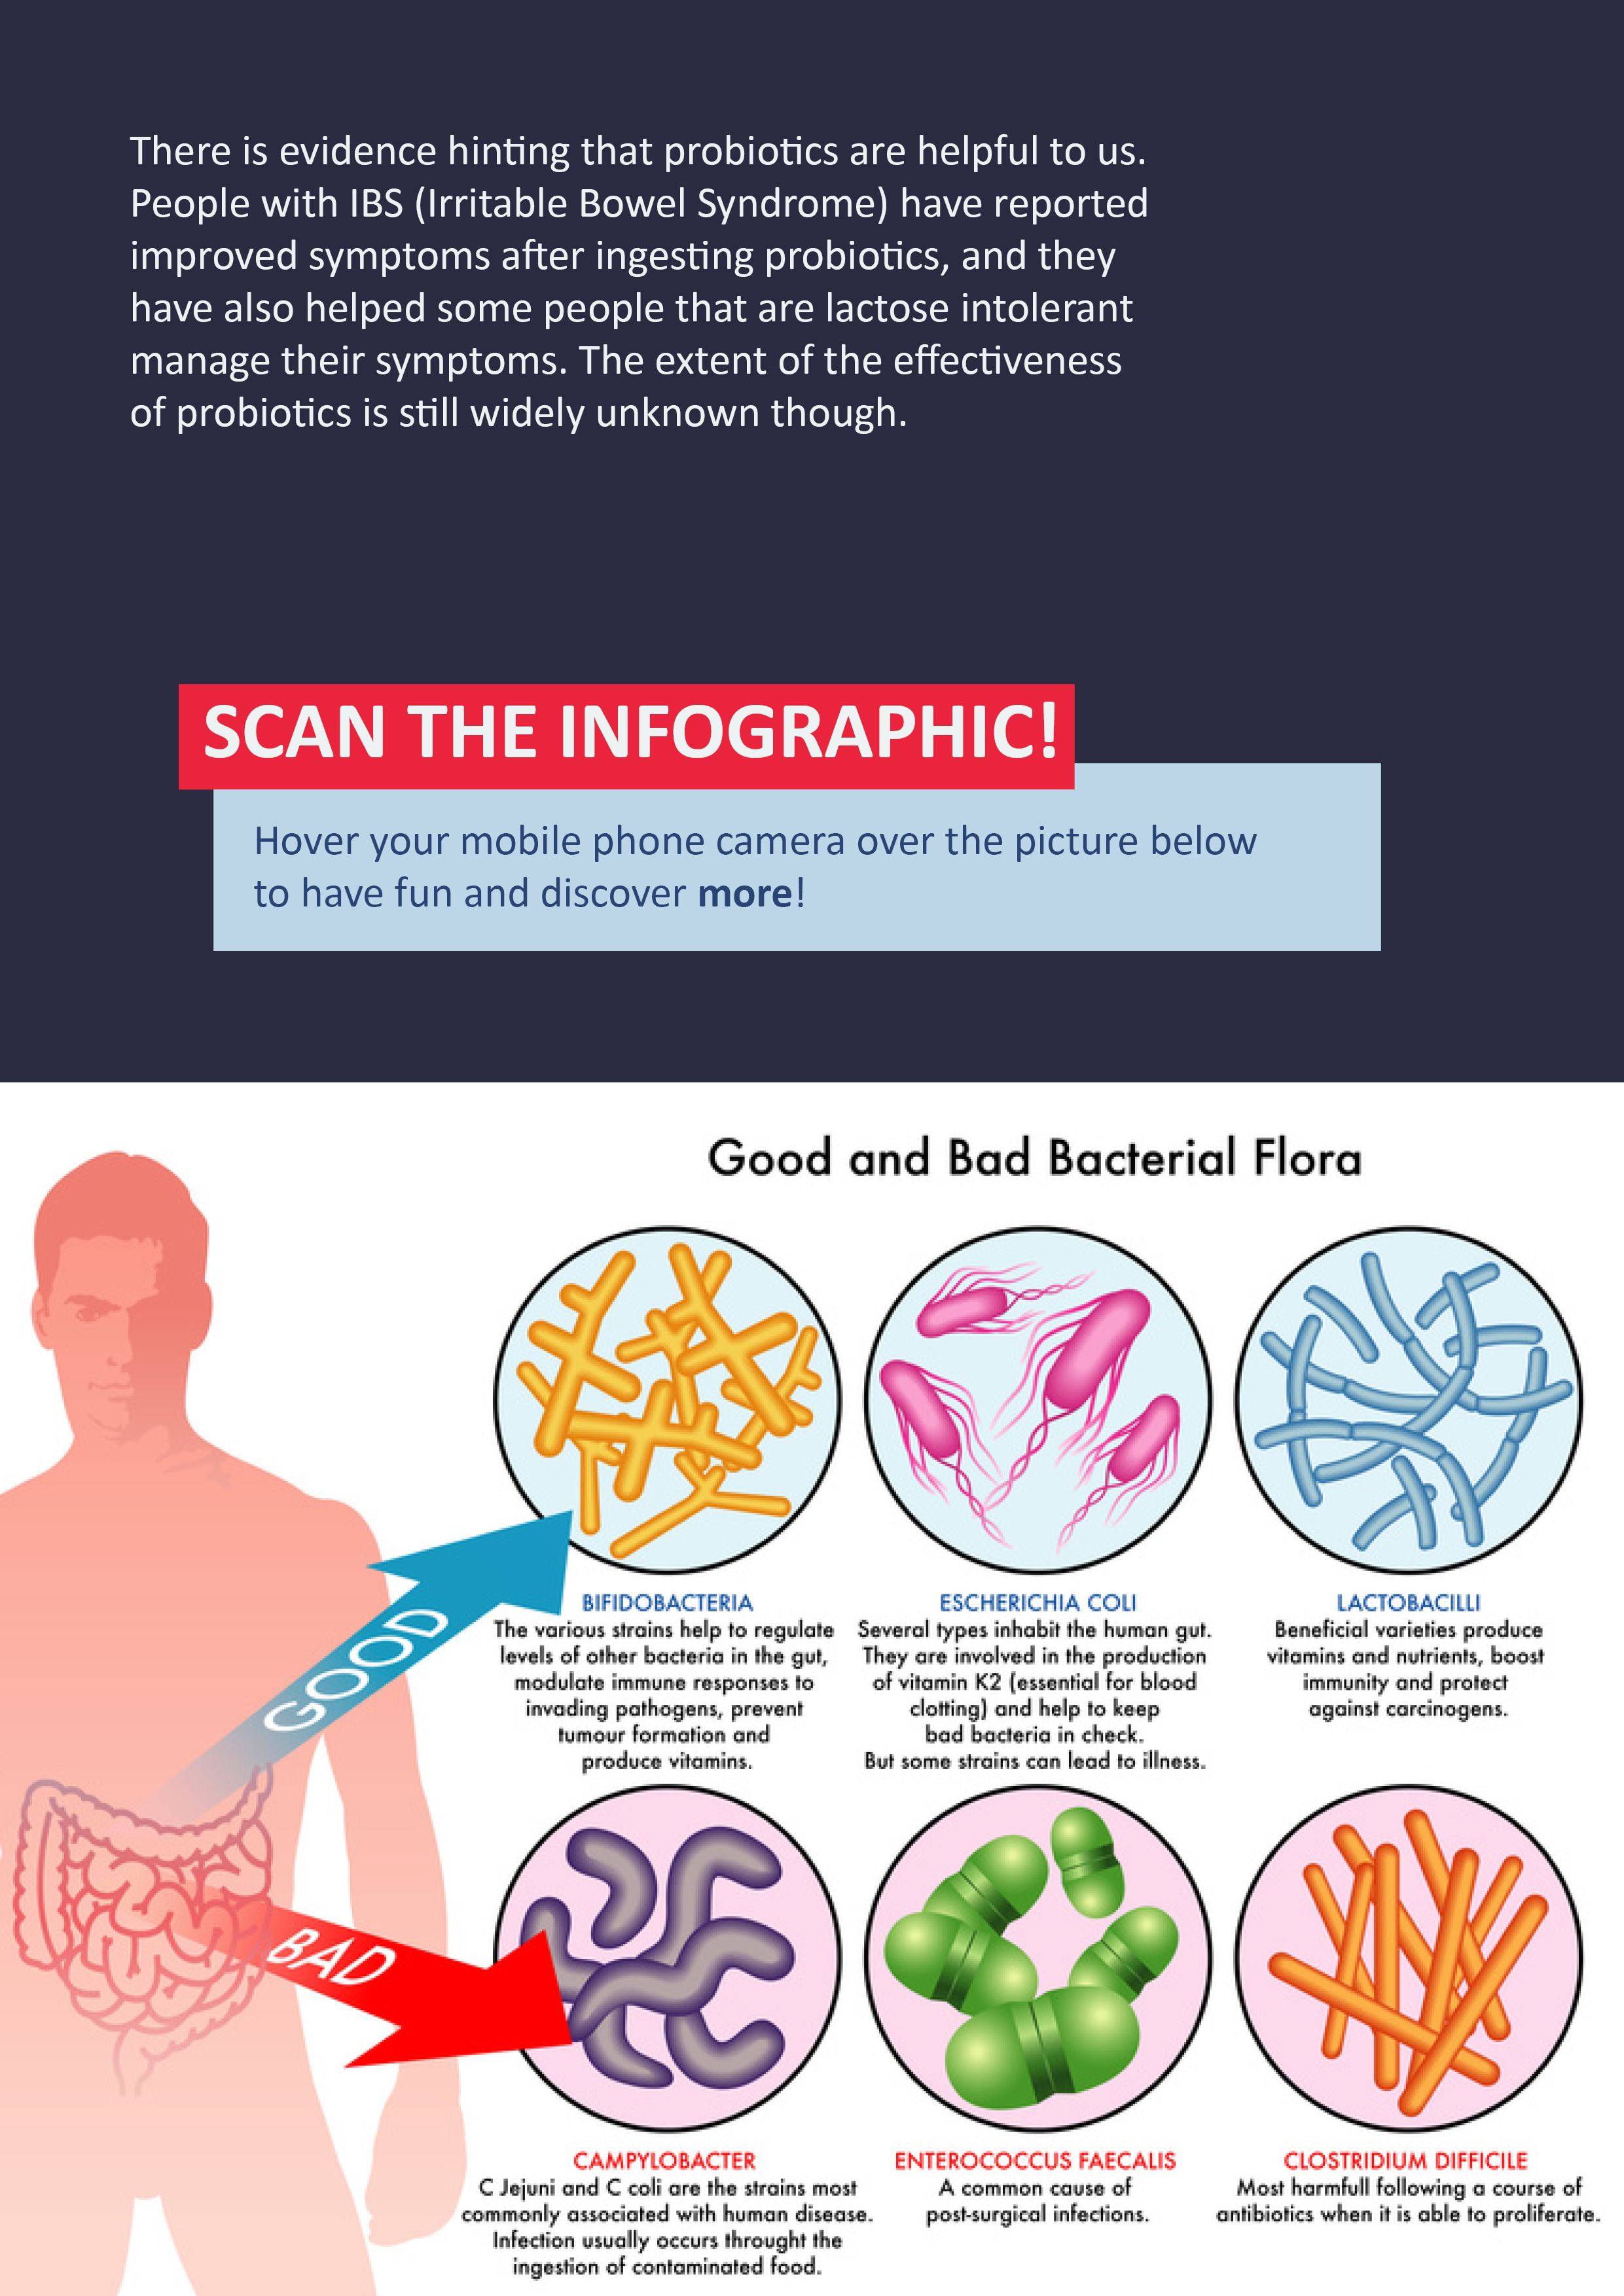 There is evidence hinting that probiotics are helpful to us.
People with IBS (Irritable Bowel Syndrome) have reported
improved symptoms after ingesting probiotics, and they
have also helped some people that are lactose intolerant
manage their symptoms. The extent of the effectiveness
of probiotics is still widely unknown though.
SCAN THE INFOGRAPHIC!
Hover your mobile phone camera over the picture below
to have fun and discover more!
Good and Bad Bacterial Flora
GOOD
BIFIDOBACTERIA
The various strains help to regulate
levels of other bacteria in the gut,
modulate immune responses to
invading pathogens, prevent
tumour formation and
produce vitamins.
ESCHERICHIA COLI
Several types inhabit the human gut.
They are involved in the production
of vitamin K2 (essential for blood
clotting) and help to keep
bad bacteria in check.
But some strains can lead to illness.
LACTOBACILLI
Beneficial varieties produce
vitamins and nutrients, boost
immunity and protect
against carcinogens.
BAD
CAMPYLOBACTER
C Jejuni and C coli are the strains most
commonly associated with human disease.
Infection usually occurs throught the
ingestion of contaminated food.
ENTEROCOCCUS FAECALIS
A common cause of
post-surgical infections.
CLOSTRIDIUM DIFFICILE
Most harmfull following a course of
antibiotics when it is able to proliferate.